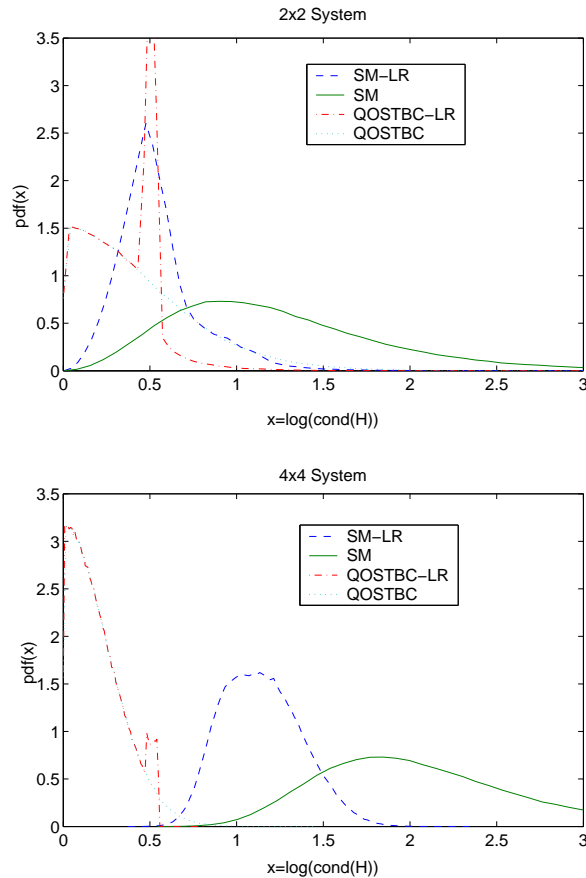 2x2 System
3.5
3
2.5
2
1.5
1
0.5
0
pdf(x)
SM-LR
SM
QOSTBC-LR
QOSTBC
0 0.5 1 1.5 2 2.5 3
x=log(cond(H))
4x4 System
3.5
3
2.5
2
1.5
1
0.5
0
pdf(x)
SM-LR
SM
QOSTBC-LR
QOSTBC
0 0.5 1 1.5 2 2.5 3
x=log(cond(H))